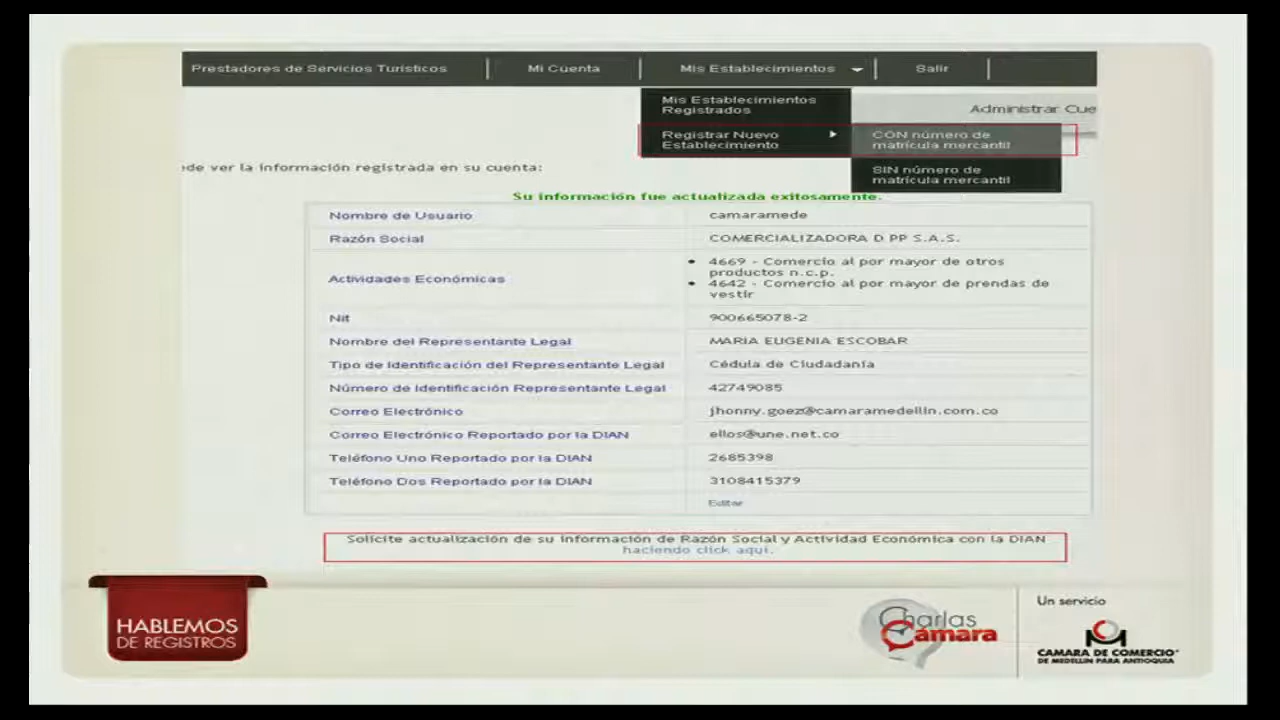 Prestadores de Servicios Turísticos
Mi Cuenta
Mis Establecimientos
Salir
Mis Establecimientos
Registrados
Administrar Cue
Registrar Nuevo
Establecimiento
CON número de
matrícula mercantil
SIN número de
matrícula mercantil
ede ver la información registrada en su cuenta:
Su información fue actualizada exitosamente.
Nombre de Usuario
camaramede
Razón Social
COMERCIALIZADORA D PP S.A.S.
Actividades Económicas
4669 - Comercio al por mayor de otros
productos n.c.p.
4642 - Comercio al por mayor de prendas de
vestir
Nit
900665078-2
Nombre del Representante Legal
MARIA EUGENIA ESCOBAR
Tipo de Identificación del Representante Legal
Cédula de Ciudadanía
Número de Identificación Representante Legal
42749085
Correo Electrónico
jhonny.goez@camaramedellin.com.co
Correo Electrónico Reportado por la DIAN
ellos@une.net.co
Teléfono Uno Reportado por la DIAN
2685398
Teléfono Dos Reportado por la DIAN
3108415379
Editar
Solicite actualización de su información de Razón Social y Actividad Económica con la DIAN
haciendo click aquí.
HABLEMOS
DE REGISTROS
Charlas
Cámara
Un servicio
CAMARA DE COMERCIO
DE MEDELLIN PARA ANTIOQUIA